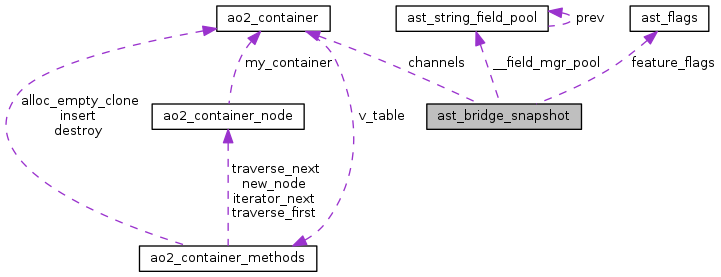 ao2_container
ast_string_field_pool
ast_flags
prev
my_container
channels
__field_mgr_pool
feature_flags
alloc_empty_clone
insert
destroy
ao2_container_node
v_table
ast_bridge_snapshot
traverse_next
new_node
iterator_next
traverse_first
ao2_container_methods